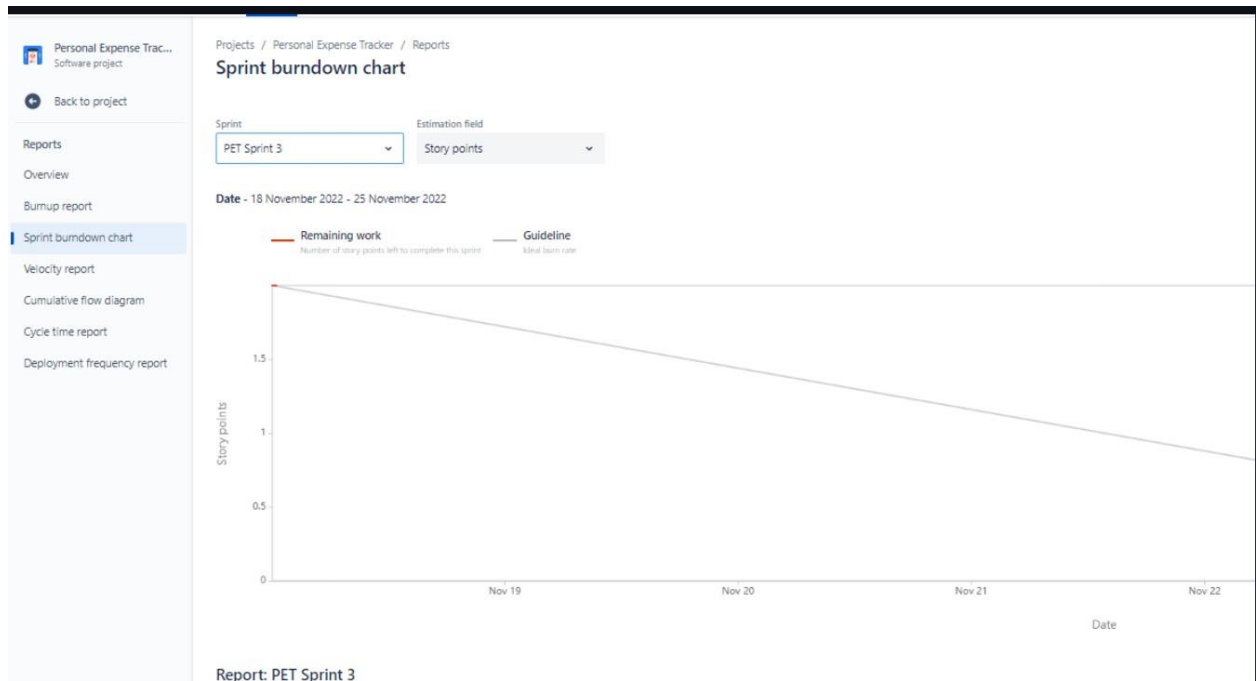 Personal Expense Trac...
Software project
Back to project
Reports
Overview
Burnup report
Sprint burndown chart
Velocity report
Cumulative flow diagram
Cycle time report
Deployment frequency report
Projects / Personal Expense Tracker / Reports
Sprint burndown chart
Sprint Estimation field
PET Sprint 3 Story points
Date - 18 November 2022 - 25 November 2022
Remaining work Guideline
Number of story points left to complete this sprint Ideal burn rate
1.5
1
0.5
0
Story points
Nov 19 Nov 20 Nov 21 Nov 22
Date
Report: PET Sprint 3